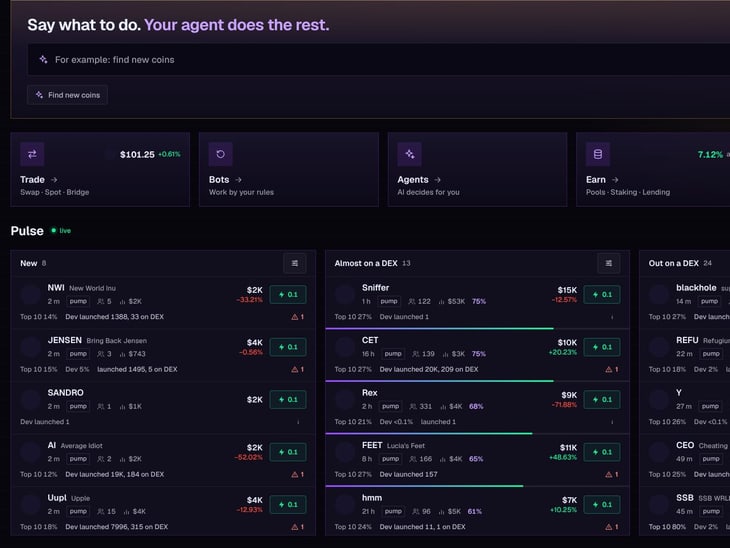 Say what to do. Your agent does the rest.
For example: find new coins
Find new coins
$101.25 +0.61%
Trade →
Swap · Spot · Bridge
Bots →
Work by your rules
Agents →
AI decides for you
7.12%
Earn →
Pools · Staking · Lending
Pulse live
New 8
NWI New World Inu
2 m pump 5 $2K
$2K
-33.21%
0.1
Top 10 14% Dev launched 1388, 33 on DEX
1
JENSEN Bring Back Jensen
2 m pump 3 $743
$4K
-0.56%
0.1
Top 10 15% Dev 5% launched 1495, 5 on DEX
1
SANDRO
2 m pump 1 $1K
$2K
0.1
Dev launched 1
i
AI Average Idiot
2 m pump 2 $2K
$2K
-52.02%
0.1
Top 10 12% Dev launched 19K, 184 on DEX
1
Uupl Upple
2 m pump 15 $4K
$4K
-12.93%
0.1
Top 10 18% Dev launched 7996, 315 on DEX
1
Almost on a DEX 13
Sniffer
1 h pump 122 $53K 75%
$15K
-12.57%
0.1
Top 10 27% Dev launched 1
i
CET
16 h pump 139 $3K 75%
$10K
+20.23%
0.1
Top 10 27% Dev launched 20K, 209 on DEX
1
Rex
2 h pump 331 $4K 68%
$9K
-71.88%
0.1
Top 10 21% Dev <0.1% launched 1
i
FEET Lucia's Feet
8 h pump 166 $4K 65%
$11K
+48.63%
0.1
Top 10 27% Dev launched 157
1
hmm
21 h pump 96 $5K 61%
$7K
+10.25%
0.1
Top 10 24% Dev launched 11, 1 on DEX
1
Out on a DEX 24
blackhole
14 m pump
Top 10 27% Dev
REFU
22 m pump
Top 10 18% Dev 2%
Y
27 m pump
Top 10 26% Dev <0.1%
CEO Cheating
49 m pump
Top 10 25% Dev
SSB SSB
45 m pump
Top 10 80% Dev 2%